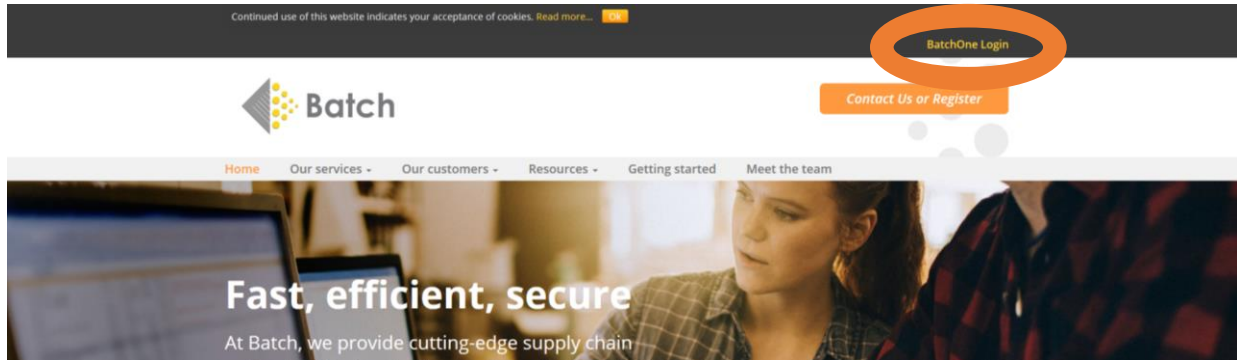 Continued use of this website indicates your acceptance of cookies. Read more... Ok
BatchOne Login
Batch
Contact Us or Register
Home Our services Our customers Resources Getting started Meet the team
Fast, efficient, secure
At Batch, we provide cutting-edge supply chain